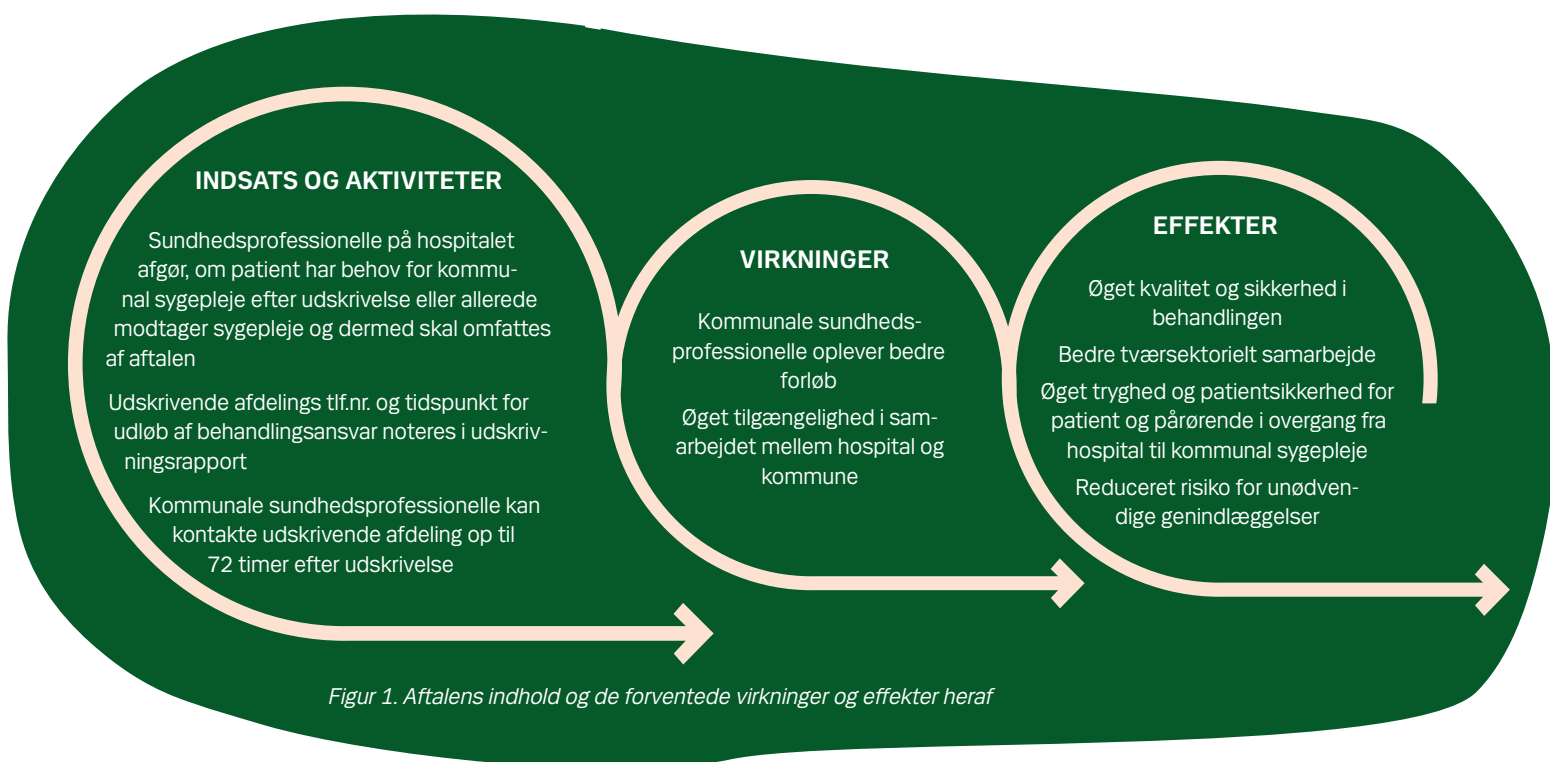 INDSATS OG AKTIVITETER
Sundhedsprofessionelle på hospitalet
afgør, om patient har behov for kommu-
nal sygepleje efter udskrivelse eller allerede
modtager sygepleje og dermed skal omfattes
af aftalen
Udskrivende afdelings tlf.nr. og tidspunkt for
udløb af behandlingsansvar noteres i udskriv-
ningsrapport
Kommunale sundhedsprofessionelle kan
kontakte udskrivende afdeling op til
72 timer efter udskrivelse
VIRKNINGER
Kommunale sundheds-
professionelle oplever bedre
forløb
Øget tilgængelighed i sam-
arbejdet mellem hospital og
kommune
EFFEKTER
Øget kvalitet og sikkerhed i
behandlingen
Bedre tværsektorielt samarbejde
Øget tryghed og patientsikkerhed for
patient og pårørende i overgang fra
hospital til kommunal sygepleje
Reduceret risiko for unødven-
dige genindlæggelser
Figur 1. Aftalens indhold og de forventede virkninger og effekter heraf